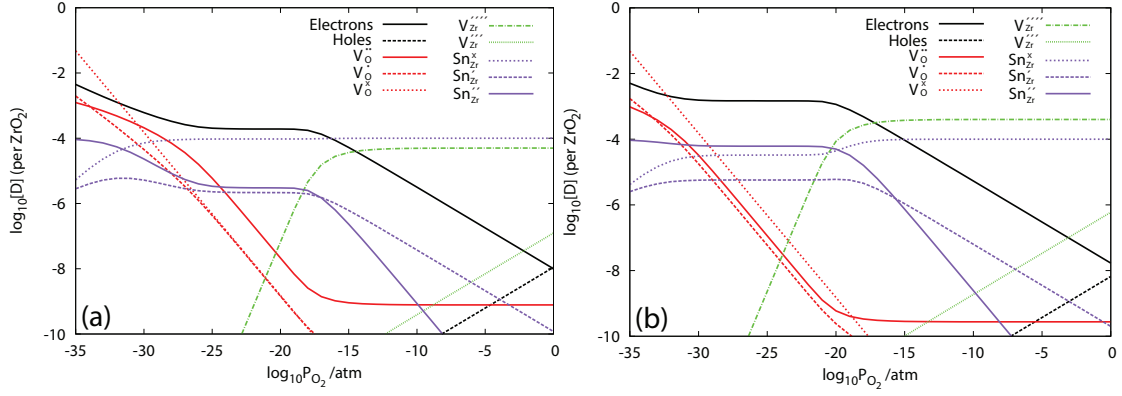 0
-2
-4
-6
-8
-10
log₁₀[D] (per ZrO₂)
Electrons
Holes
V_O^••
V_O^•
V_O^x
V_Zr^''''
V_Zr^'''
Sn_Zr^x
Sn_Zr^'
Sn_Zr^''
(a)
-35 -30 -25 -20 -15 -10 -5 0
log₁₀P_O₂ /atm
0
-2
-4
-6
-8
-10
log₁₀[D] (per ZrO₂)
Electrons
Holes
V_O^••
V_O^•
V_O^x
V_Zr^''''
V_Zr^'''
Sn_Zr^x
Sn_Zr^'
Sn_Zr^''
(b)
-35 -30 -25 -20 -15 -10 -5 0
log₁₀P_O₂ /atm